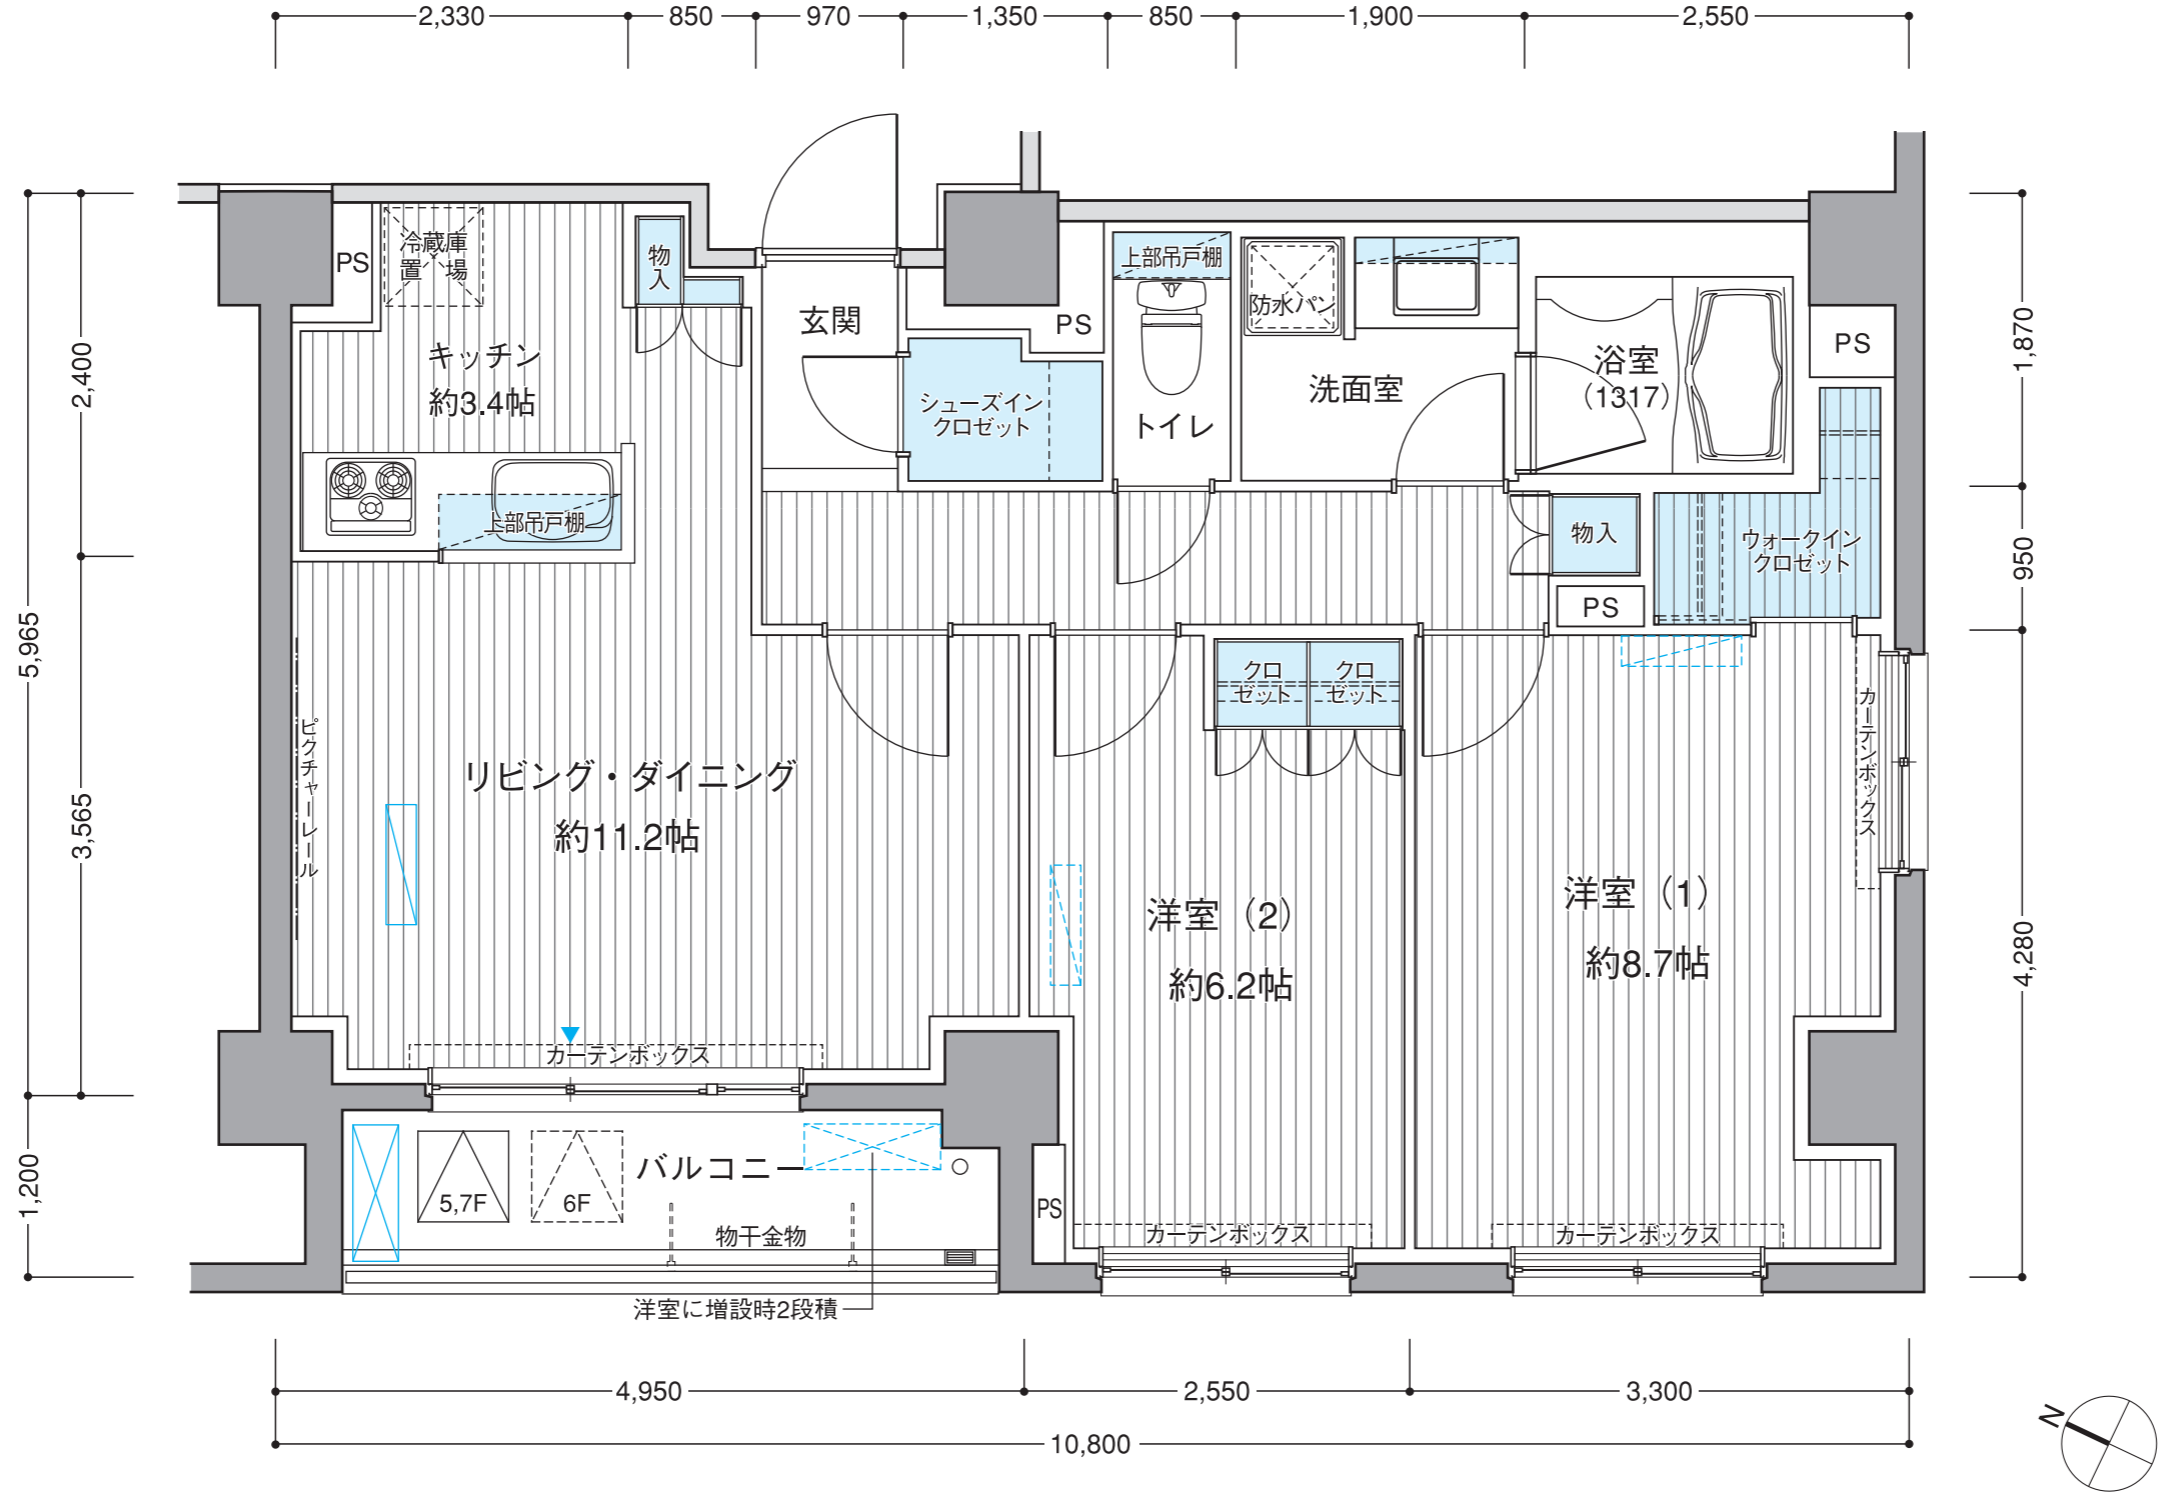 2,330
850
970
1,350
850
1,900
2,550
5,965
2,400
3,565
1,200
1,870
950
4,280
PS
冷蔵庫
置場
物
入
キッチン
約3.4帖
上部吊戸棚
玄関
PS
シューズイン
クロゼット
上部吊戸棚
トイレ
防水パン
洗面室
浴室
（1317）
PS
物入
PS
ウォークイン
クロゼット
クロ
ゼット
クロ
ゼット
ピクチャーレール
リビング・ダイニング
約11.2帖
カーテンボックス
洋室（2）
約6.2帖
カーテンボックス
洋室（1）
約8.7帖
カーテンボックス
カーテンボックス
バルコニー
5,7F
6F
物干金物
PS
洋室に増設時2段積
4,950
2,550
3,300
10,800
N